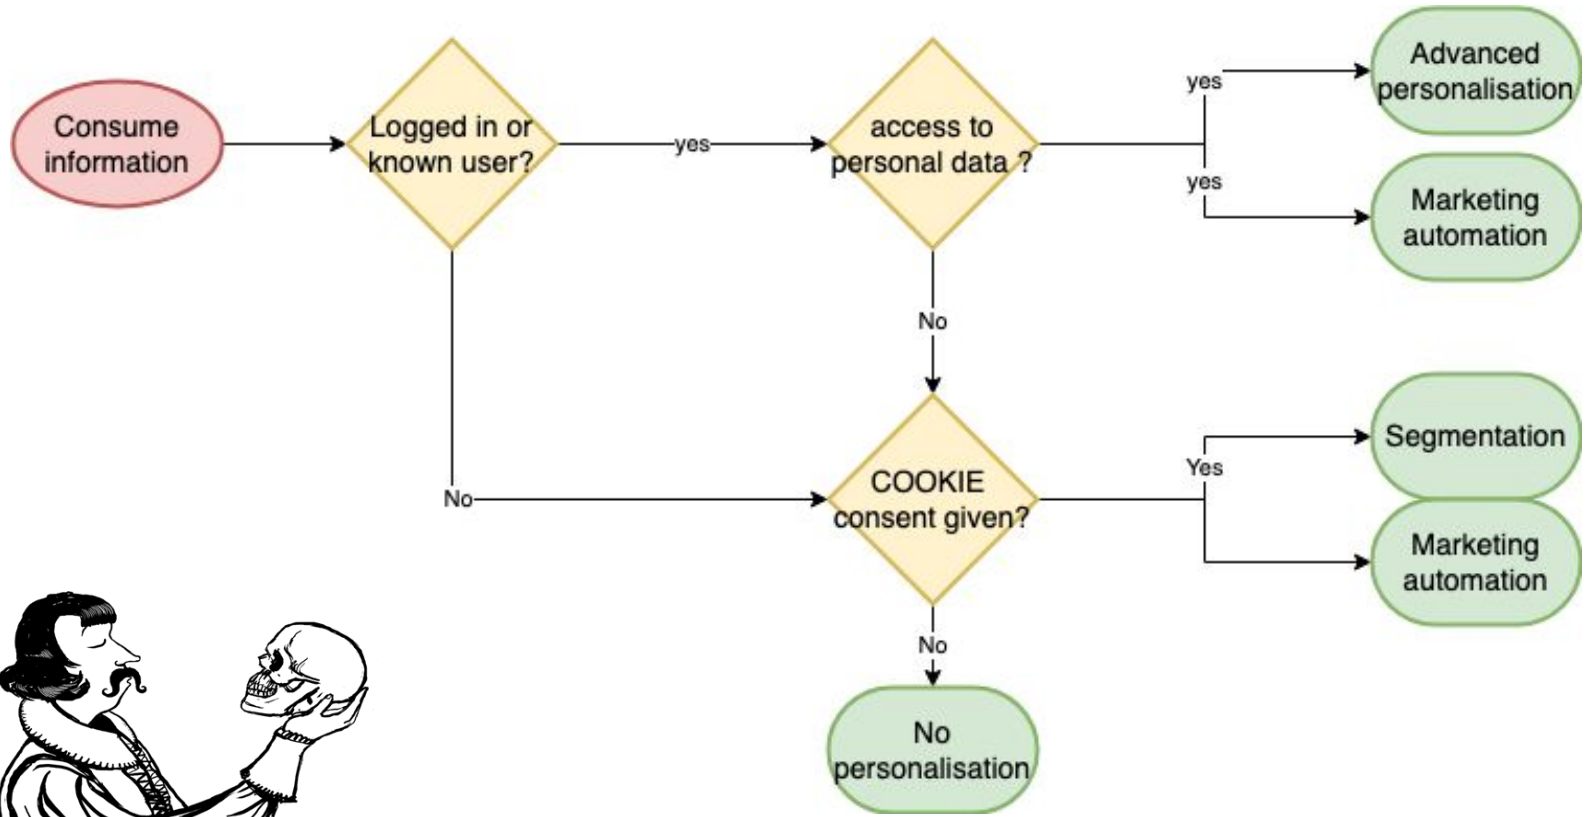 Consume
information
Logged in or
known user?
yes
access to
personal data ?
yes
Advanced
personalisation
yes
Marketing
automation
No
No
COOKIE
consent given?
Yes
Segmentation
Marketing
automation
No
No
personalisation